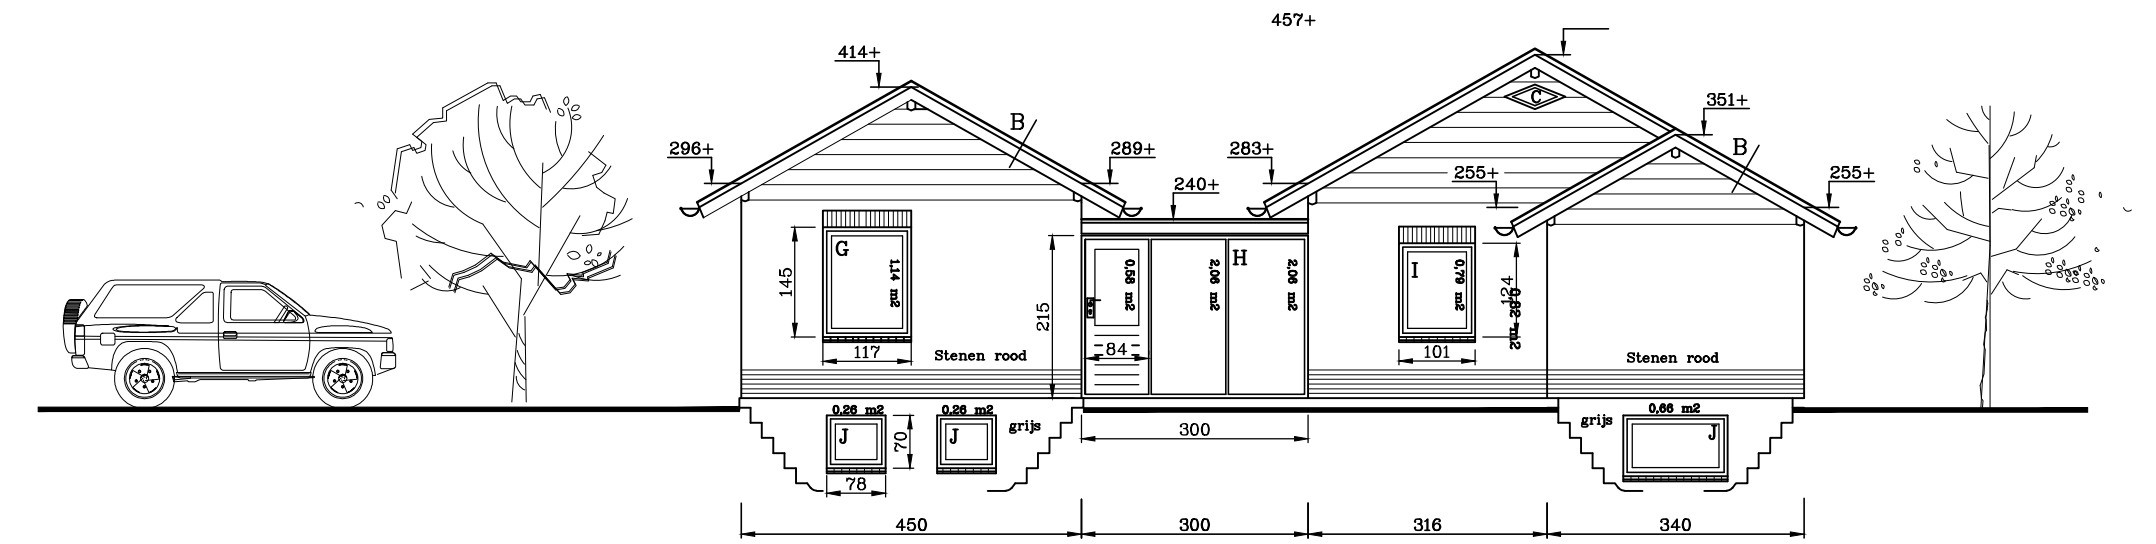 457+
414+
C
351+
B
B
296+
289+
283+
255+
255+
240+
G
1,14 m2
145
117
Stenen rood
215
0,58 m2
84
2,06 m2
H
2,06 m2
I
0,79 m2
124
m2
101
Stenen rood
0,26 m2
0,26 m2
J
70
J
grijs
78
300
grijs
0,66 m2
J
450
300
316
340